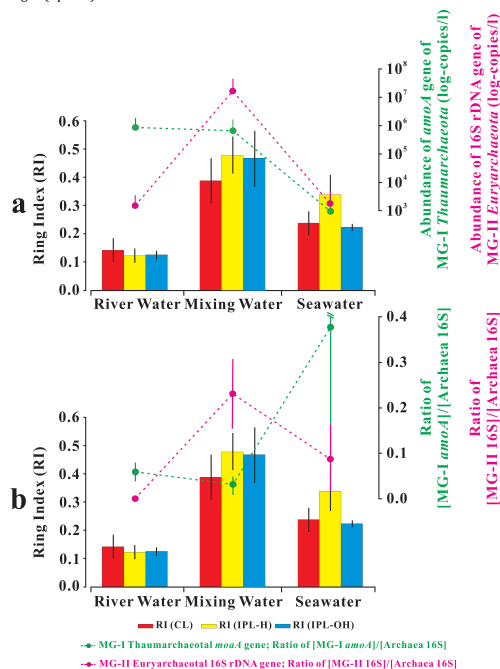 a
Ring Index (RI)
0.6
0.5
0.4
0.3
0.2
0.1
0.0
River Water Mixing Water Seawater
10⁸
10⁷
10⁶
10⁵
10⁴
10³
Abundance of amoA gene of
MG-I Thaumarchaeota (log-copies/l)
Abundance of 16S rDNA gene of
MG-II Euryarchaeota (log-copies/l)
b
Ring Index (RI)
0.6
0.5
0.4
0.3
0.2
0.1
0.0
River Water Mixing Water Seawater
0.4
0.3
0.2
0.1
0.0
Ratio of
[MG-I amoA]/[Archaea 16S]
Ratio of
[MG-II 16S]/[Archaea 16S]
RI (CL) RI (IPL-H) RI (IPL-OH)
MG-I Thaumarchaeotal moaA gene; Ratio of [MG-I amoA]/[Archaea 16S]
MG-II Euryarchaeotal 16S rDNA gene; Ratio of [MG-II 16S]/[Archaea 16S]